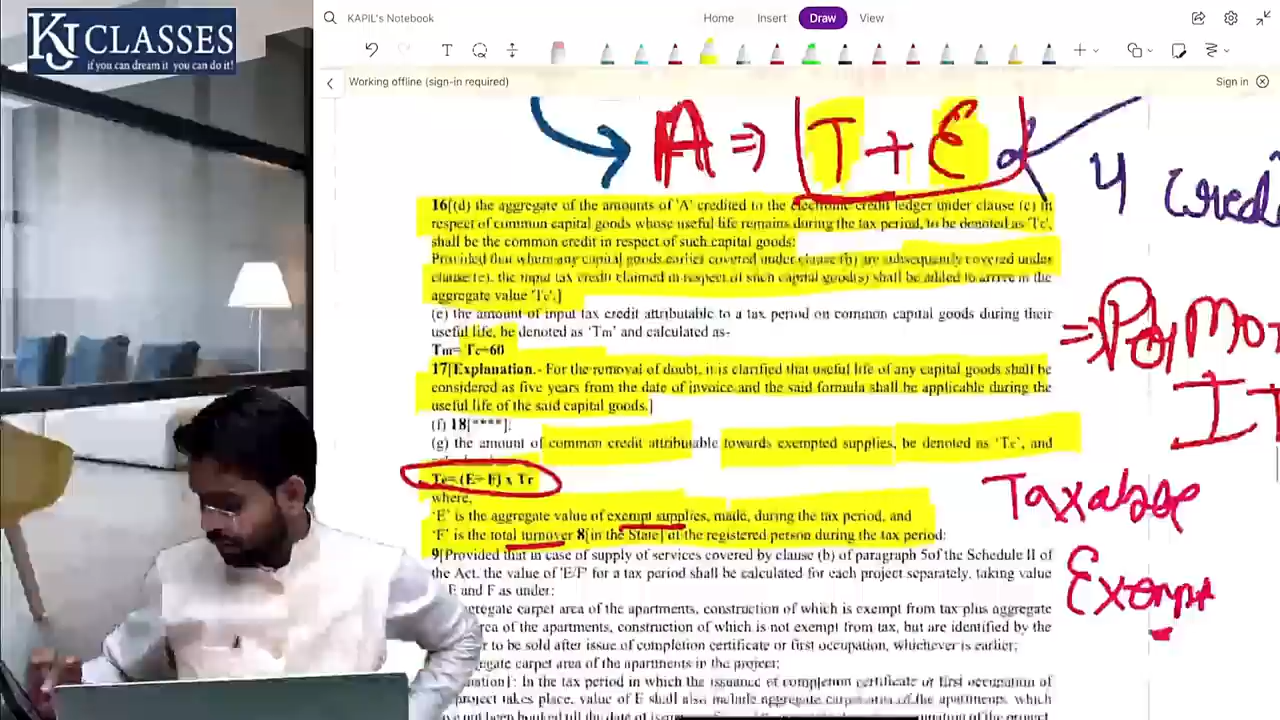 KJ CLASSES
if you can dream it you can do it!
KAPIL's Notebook
Home Insert Draw View
Working offline (sign-in required)
Sign in
A ⇒ T + E
4 credi
16[(d) the aggregate of the amounts of 'A' credited to the electronic credit ledger under clause (c) in
respect of common capital goods whose useful life remains during the tax period, to be denoted as 'Tc',
shall be the common credit in respect of such capital goods:
Provided that where any capital goods earlier covered under clause (b) are subsequently covered under
clause (c), the input tax credit claimed in respect of such capital good(s) shall be added to arrive at the
aggregate value 'Tc';]
(e) the amount of input tax credit attributable to a tax period on common capital goods during their
useful life, be denoted as 'Tm' and calculated as-
Tm= Tc÷60
17[Explanation.- For the removal of doubt, it is clarified that useful life of any capital goods shall be
considered as five years from the date of invoice and the said formula shall be applicable during the
useful life of the said capital goods.]
(f) 18[****];
(g) the amount of common credit attributable towards exempted supplies, be denoted as 'Te', and
Te= (E÷ F) x Tr
where,
'E' is the aggregate value of exempt supplies, made, during the tax period, and
'F' is the total turnover 8[in the State] of the registered person during the tax period:
9[Provided that in case of supply of services covered by clause (b) of paragraph 5of the Schedule II of
the Act, the value of 'E/F' for a tax period shall be calculated for each project separately, taking value
E and F as under:
aggregate carpet area of the apartments, construction of which is exempt from tax plus aggregate
area of the apartments, construction of which is not exempt from tax, but are identified by the
to be sold after issue of completion certificate or first occupation, whichever is earlier;
carpet area of the apartments in the project;
In the tax period in which the issuance of completion certificate or first occupation of
project takes place, value of E shall also include aggregate carpet area of the apartments, which
not been booked till the date of
⇒ Per Mon
IT
Taxable
Exempt